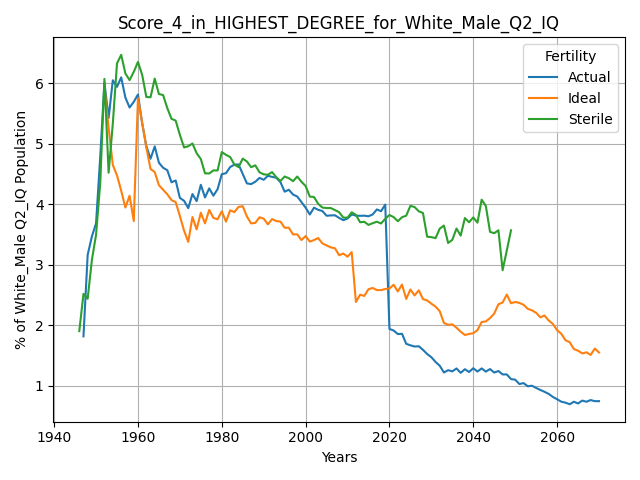 Score_4_in_HIGHEST_DEGREE_for_White_Male_Q2_IQ
% of White_Male Q2_IQ Population
6
5
4
3
2
1
Fertility
Actual
Ideal
Sterile
1940 1960 1980 2000 2020 2040 2060
Years